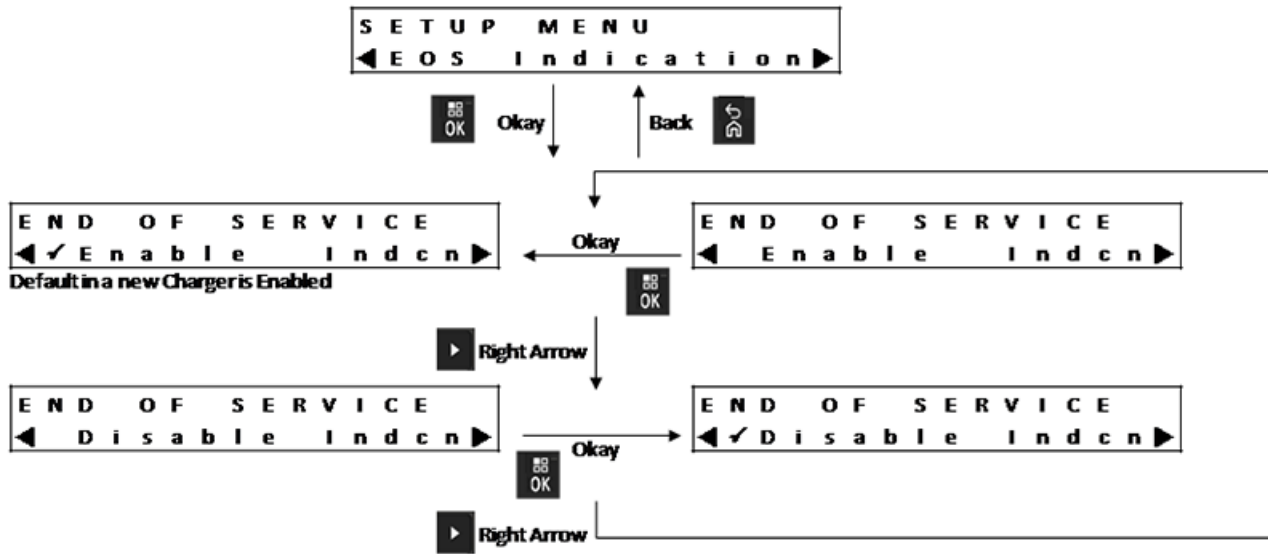 SETUP MENU
◀EOS Indication▶
OK Okay
Back
END OF SERVICE
◀✓Enable Indcn▶
Default in a new Charger is Enabled
Okay
OK
END OF SERVICE
◀ Enable Indcn▶
Right Arrow
END OF SERVICE
◀ Disable Indcn▶
Okay
OK
END OF SERVICE
◀✓Disable Indcn▶
Right Arrow